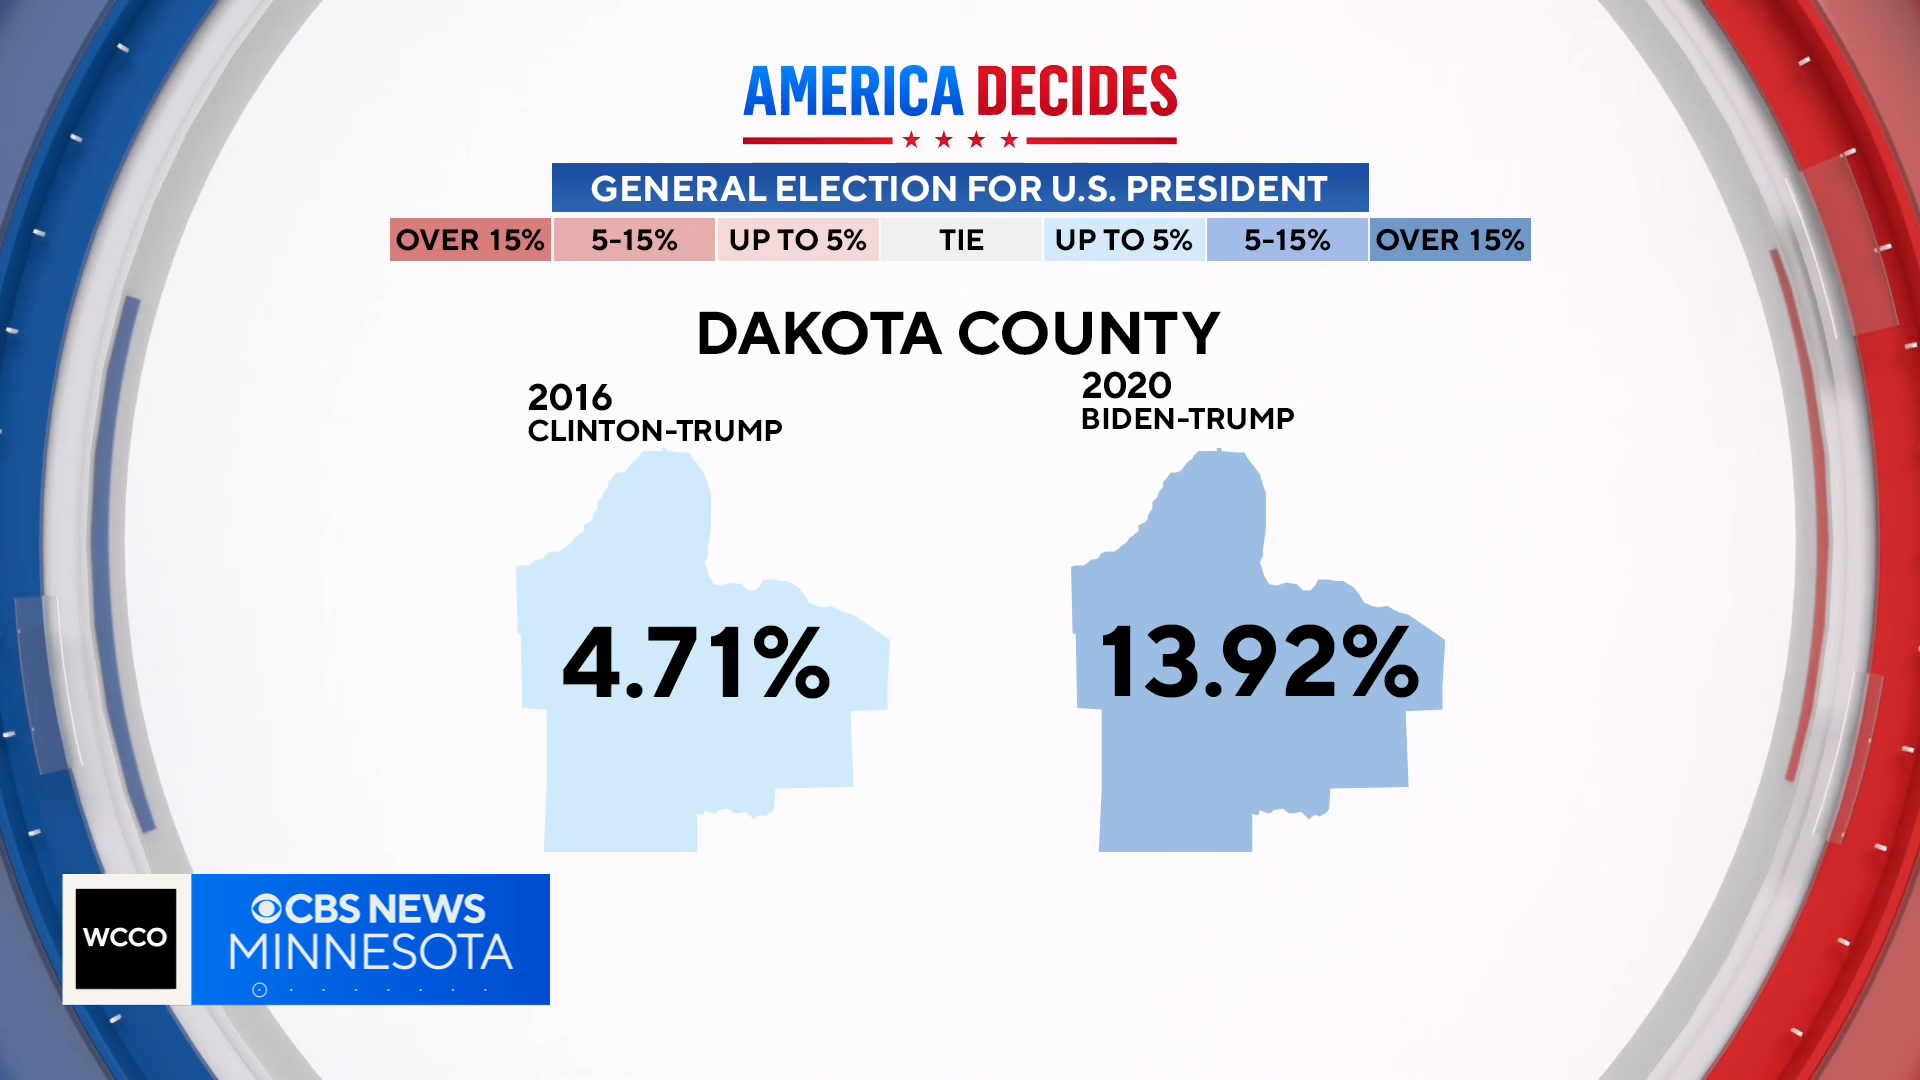 AMERICA DECIDES
GENERAL ELECTION FOR U.S. PRESIDENT
OVER 15% 5-15% UP TO 5% TIE UP TO 5% 5-15% OVER 15%
DAKOTA COUNTY
2016
CLINTON-TRUMP
4.71%
2020
BIDEN-TRUMP
13.92%
WCCO
CBS NEWS
MINNESOTA